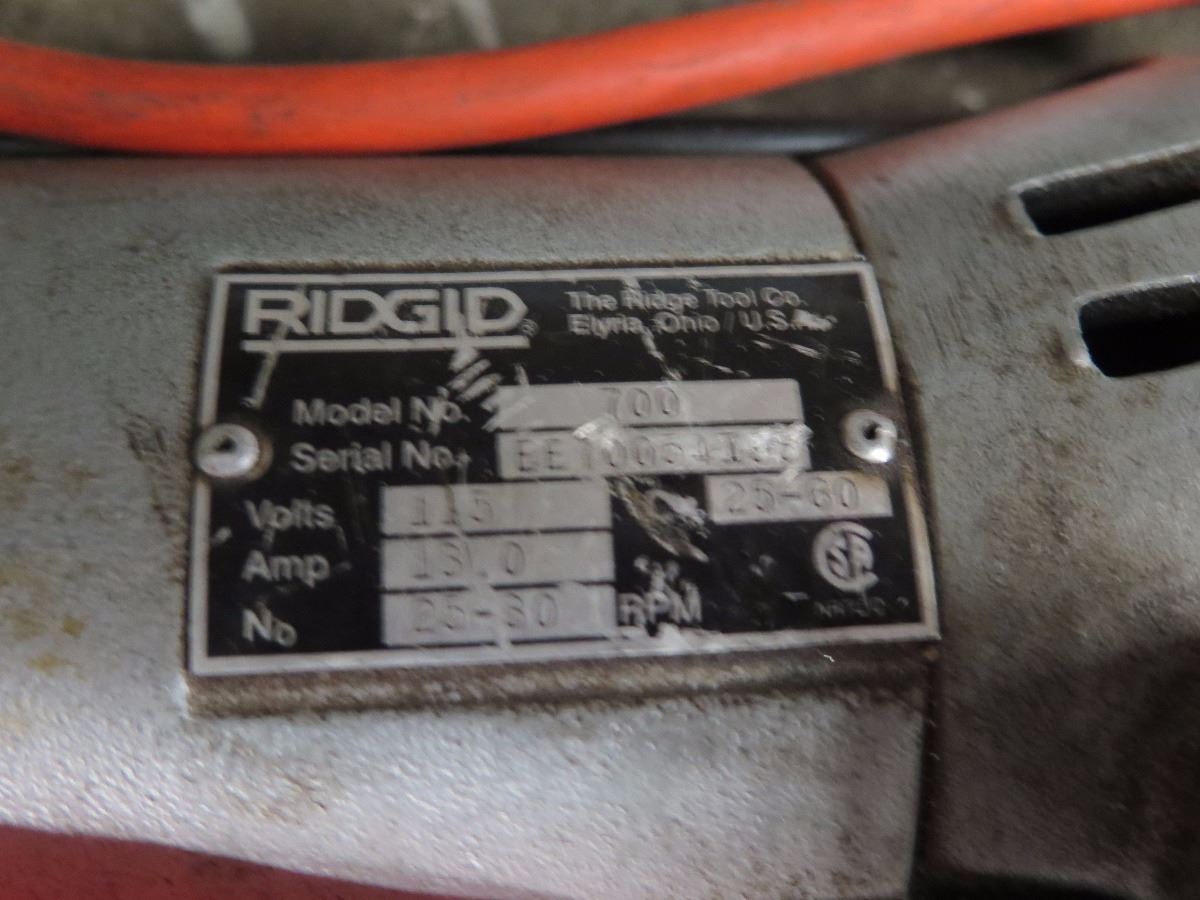 RIDGID®
The Ridge Tool Co.
Elyria, Ohio U.S.A.
Model No. 700
Serial No.
Volts 115 25-60
Amp 13.0 SA
No 25-30 RPM